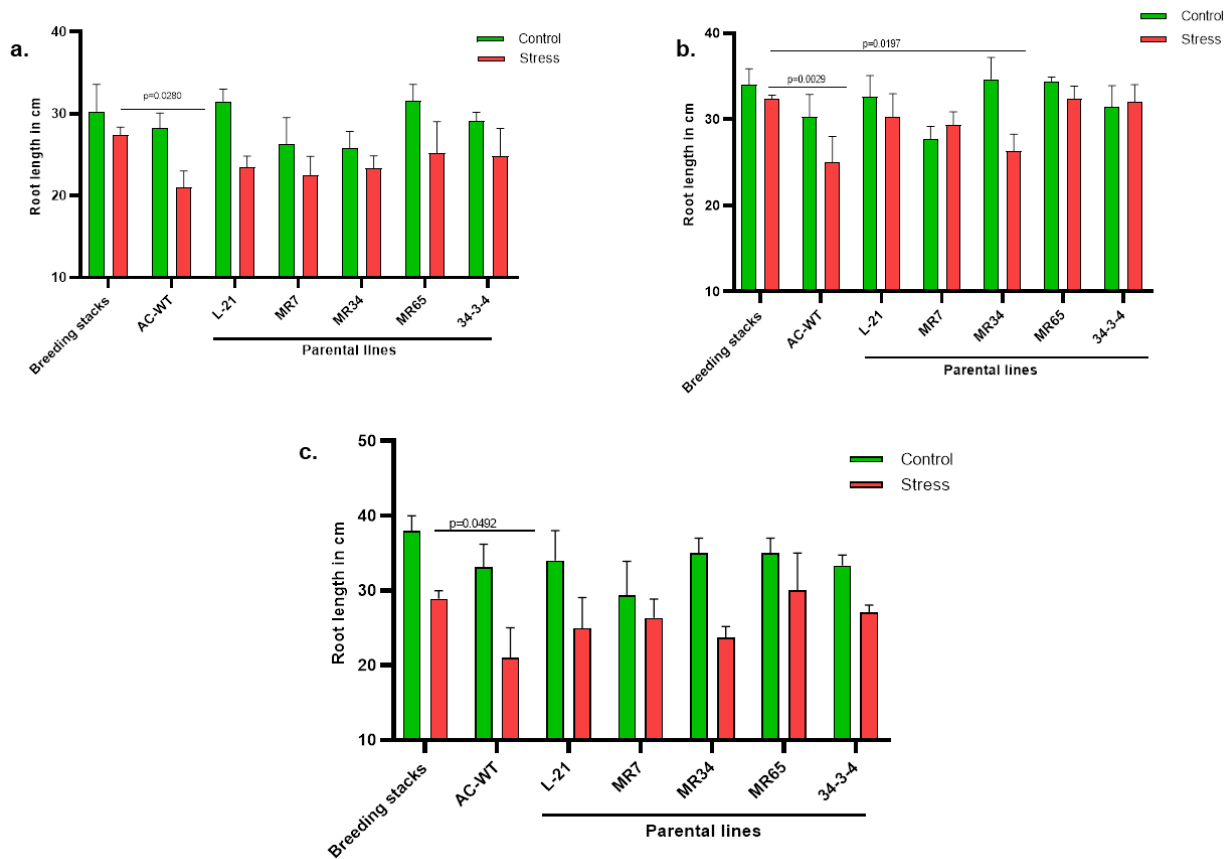 a.
Control
Stress
p=0.0280
Root length in cm
40
30
20
10
Breeding stacks
AC-WT
L-21
MR7
MR34
MR65
34-3-4
Parental lines
b.
Control
Stress
p=0.0197
p=0.0029
Root length in cm
40
30
20
10
Breeding stacks
AC-WT
L-21
MR7
MR34
MR65
34-3-4
Parental lines
c.
Control
Stress
p=0.0492
Root length in cm
50
40
30
20
10
Breeding stacks
AC-WT
L-21
MR7
MR34
MR65
34-3-4
Parental lines